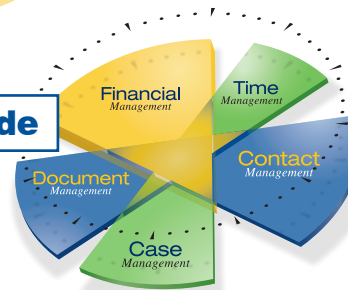 Financial
Management
Time
Management
de
Contact
Management
Document
Management
Case
Management